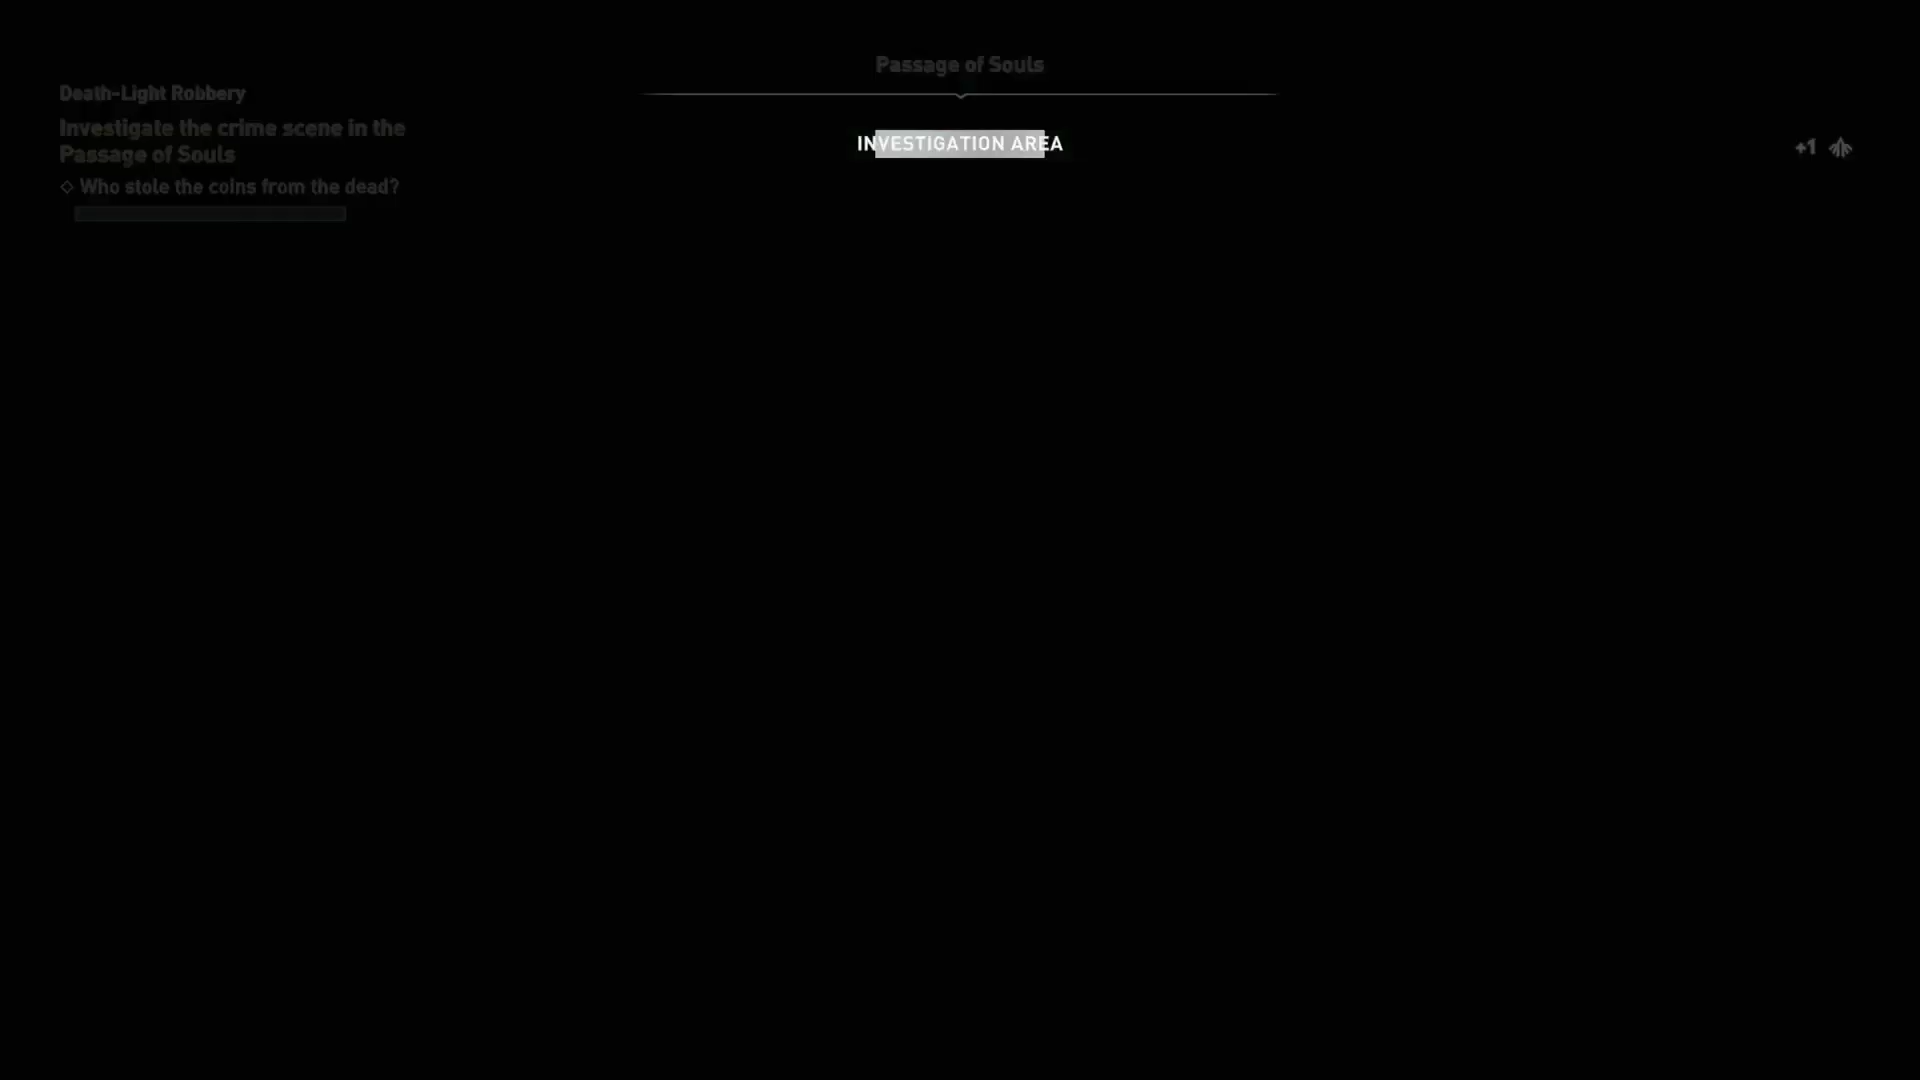 Passage of Souls
Death-Light Robbery
Investigate the crime scene in the
Passage of Souls
Who stole the coins from the dead?
INVESTIGATION AREA
+1